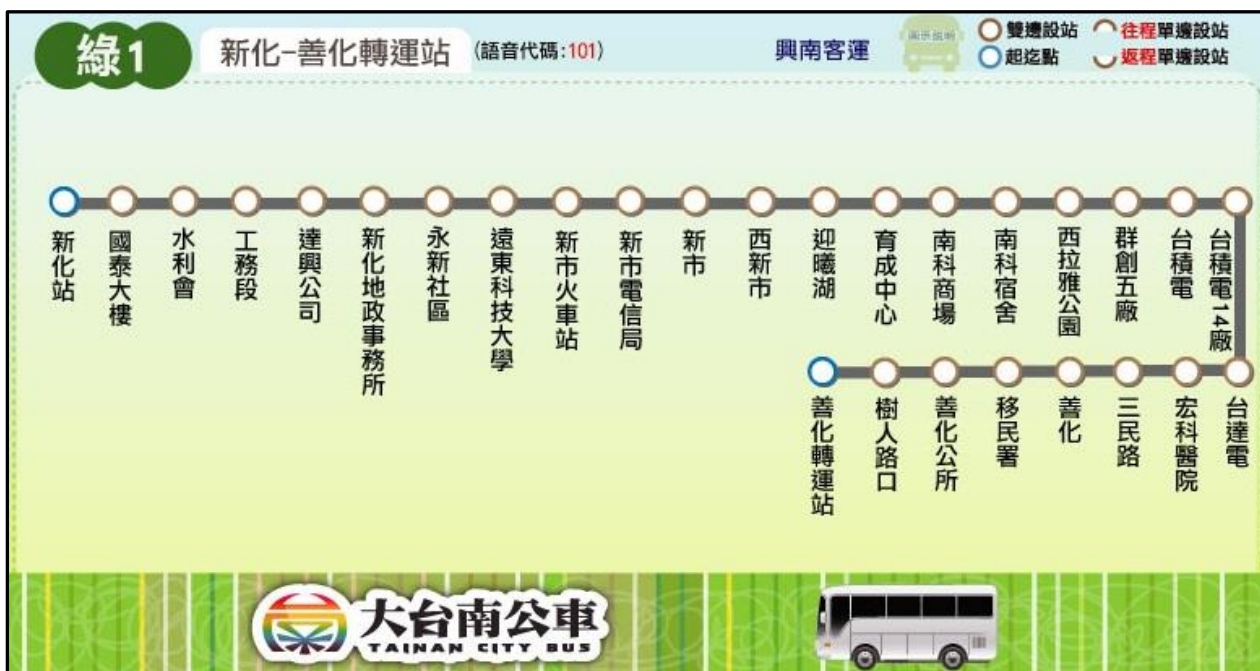 綠1
新化-善化轉運站
(語音代碼:101)
興南客運
圖示說明
雙邊設站
往程單邊設站
起迄點
返程單邊設站
新化站
國泰大樓
水利會
工務段
達興公司
新化地政事務所
永新社區
遠東科技大學
新市火車站
新市電信局
新市
西新市
迎曦湖
育成中心
南科商場
南科宿舍
西拉雅公園
群創五廠
台積電
台積電14廠
台達電
宏科醫院
三民路
善化
移民署
善化公所
樹人路口
善化轉運站
大台南公車
TAINAN CITY BUS